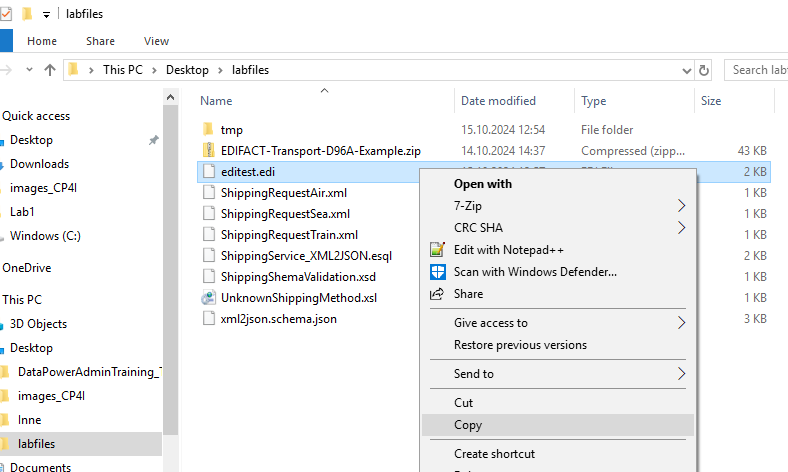 labfiles
Home Share View
This PC > Desktop > labfiles
Search lab
Name Date modified Type Size
Quick access
Desktop
Downloads
images_CP4I
Lab1
Windows (C:)
OneDrive
This PC
3D Objects
Desktop
DataPowerAdminTraining_
images_CP4I
Inne
labfiles
Documents
tmp 15.10.2024 12:54 File folder
EDIFACT-Transport-D96A-Example.zip 14.10.2024 14:37 Compressed (zipp... 43 KB
editest.edi 2 KB
ShippingRequestAir.xml 1 KB
ShippingRequestSea.xml 1 KB
ShippingRequestTrain.xml 1 KB
ShippingService_XML2JSON.esql 2 KB
ShippingShemaValidation.xsd 1 KB
UnknownShippingMethod.xsl 1 KB
xml2json.schema.json 3 KB
Open with
7-Zip
CRC SHA
Edit with Notepad++
Scan with Windows Defender...
Share
Give access to
Restore previous versions
Send to
Cut
Copy
Create shortcut